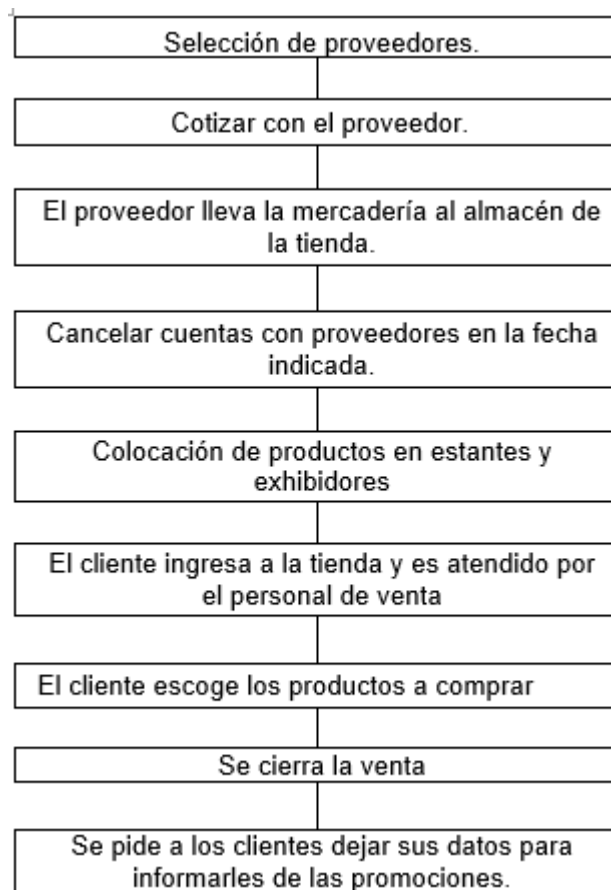 Selección de proveedores.
Cotizar con el proveedor.
El proveedor lleva la mercadería al almacén de
la tienda.
Cancelar cuentas con proveedores en la fecha
indicada.
Colocación de productos en estantes y
exhibidores
El cliente ingresa a la tienda y es atendido por
el personal de venta
El cliente escoge los productos a comprar
Se cierra la venta
Se pide a los clientes dejar sus datos para
informarles de las promociones.